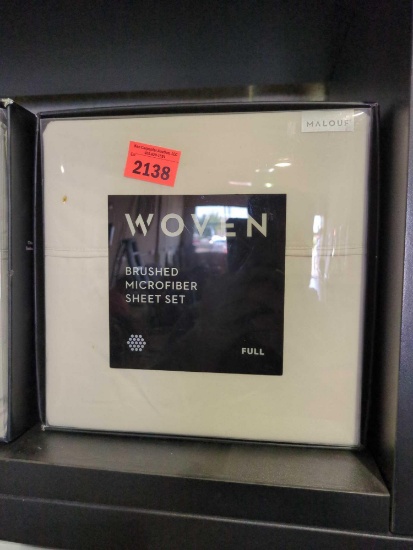 MALOUF
2138
WOVEN
BRUSHED
MICROFIBER
SHEET SET
FULL